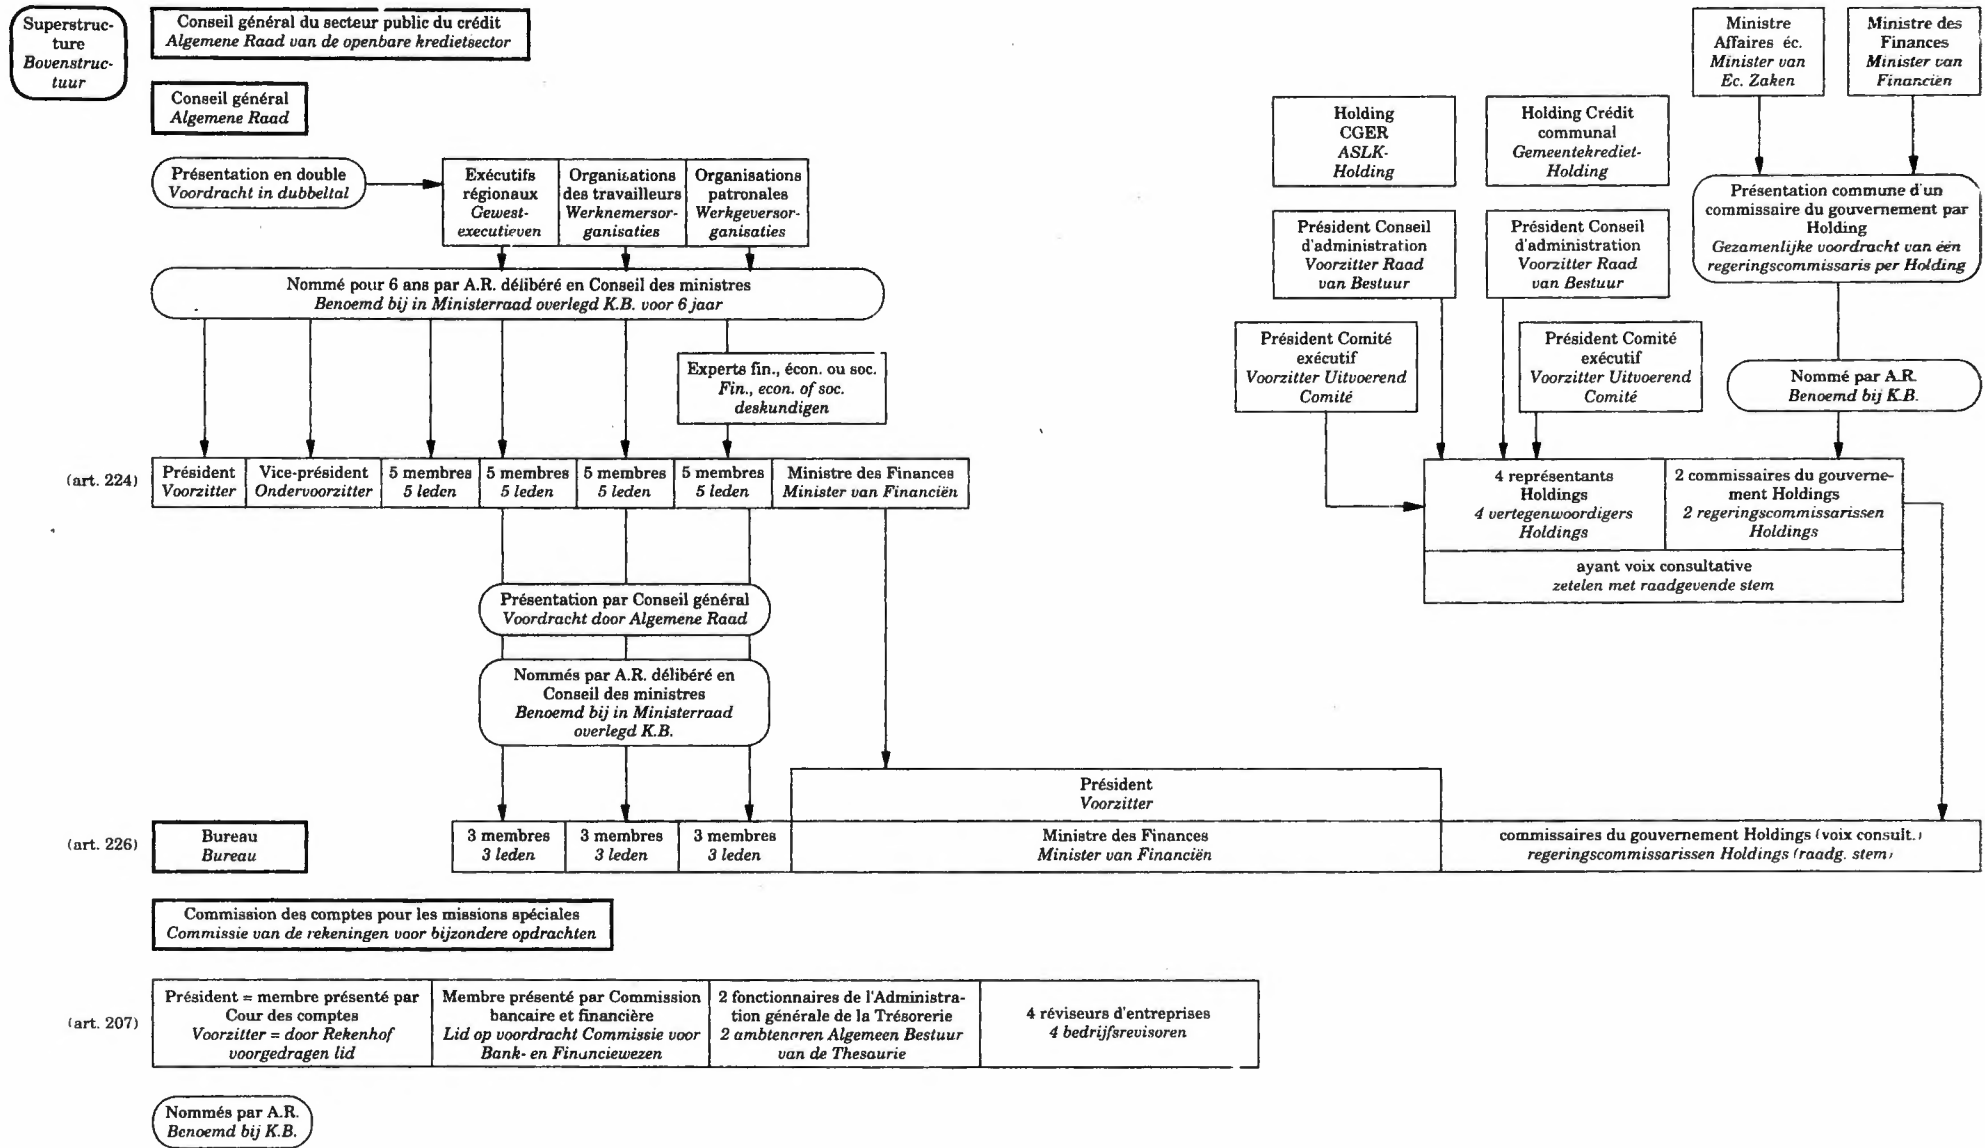 Superstruc-
ture
Bovenstruc-
tuur
Conseil général du secteur public du crédit
Algemene Raad van de openbare kredietsector
Ministre
Affaires éc.
Minister van
Ec. Zaken
Ministre des
Finances
Minister van
Financiën
Conseil général
Algemene Raad
Holding
CGER
ASLK-
Holding
Holding Crédit
communal
Gemeentekrediet-
Holding
Présentation en double
Voordracht in dubbeltal
Exécutifs
régionaux
Gewest-
executieven
Organisations
des travailleurs
Werknemersor-
ganisaties
Organisations
patronales
Werkgeversor-
ganisaties
Présentation commune d'un
commissaire du gouvernement par
Holding
Gezamenlijke voordracht van één
regeringscommissaris per Holding
Président Conseil
d'administration
Voorzitter Raad
van Bestuur
Président Conseil
d'administration
Voorzitter Raad
van Bestuur
Nommé pour 6 ans par A.R. délibéré en Conseil des ministres
Benoemd bij in Ministerraad overlegd K.B. voor 6 jaar
Président Comité
exécutif
Voorzitter Uitvoerend
Comité
Président Comité
exécutif
Voorzitter Uitvoerend
Comité
Experts fin., écon. ou soc.
Fin., econ. of soc.
deskundigen
Nommé par A.R.
Benoemd bij K.B.
(art. 224)
Président
Voorzitter
Vice-président
Ondervoorzitter
5 membres
5 leden
5 membres
5 leden
5 membres
5 leden
5 membres
5 leden
Ministre des Finances
Minister van Financiën
4 représentants
Holdings
4 vertegenwoordigers
Holdings
2 commissaires du gouverne-
ment Holdings
2 regeringscommissarissen
Holdings
ayant voix consultative
zetelen met raadgevende stem
Présentation par Conseil général
Voordracht door Algemene Raad
Nommés par A.R. délibéré en
Conseil des ministres
Benoemd bij in Ministerraad
overlegd K.B.
Président
Voorzitter
(art. 226)
Bureau
Bureau
3 membres
3 leden
3 membres
3 leden
3 membres
3 leden
Ministre des Finances
Minister van Financiën
commissaires du gouvernement Holdings (voix consult.)
regeringscommissarissen Holdings (raadg. stem)
Commission des comptes pour les missions spéciales
Commissie van de rekeningen voor bijzondere opdrachten
(art. 207)
Président = membre présenté par
Cour des comptes
Voorzitter = door Rekenhof
voorgedragen lid
Membre présenté par Commission
bancaire et financière
Lid op voordracht Commissie voor
Bank- en Financiewezen
2 fonctionnaires de l'Administra-
tion générale de la Trésorerie
2 ambtenaren Algemeen Bestuur
van de Thesaurie
4 réviseurs d'entreprises
4 bedrijfsrevisoren
Nommés par A.R.
Benoemd bij K.B.